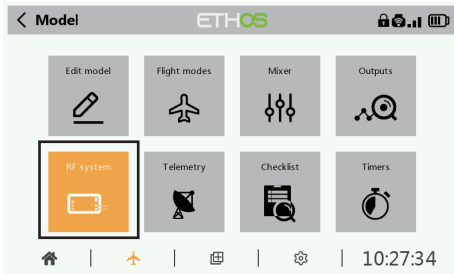 Model
ETHOS
Edit model
Flight modes
Mixer
Outputs
RF system
Telemetry
Checklist
Timers
10:27:34